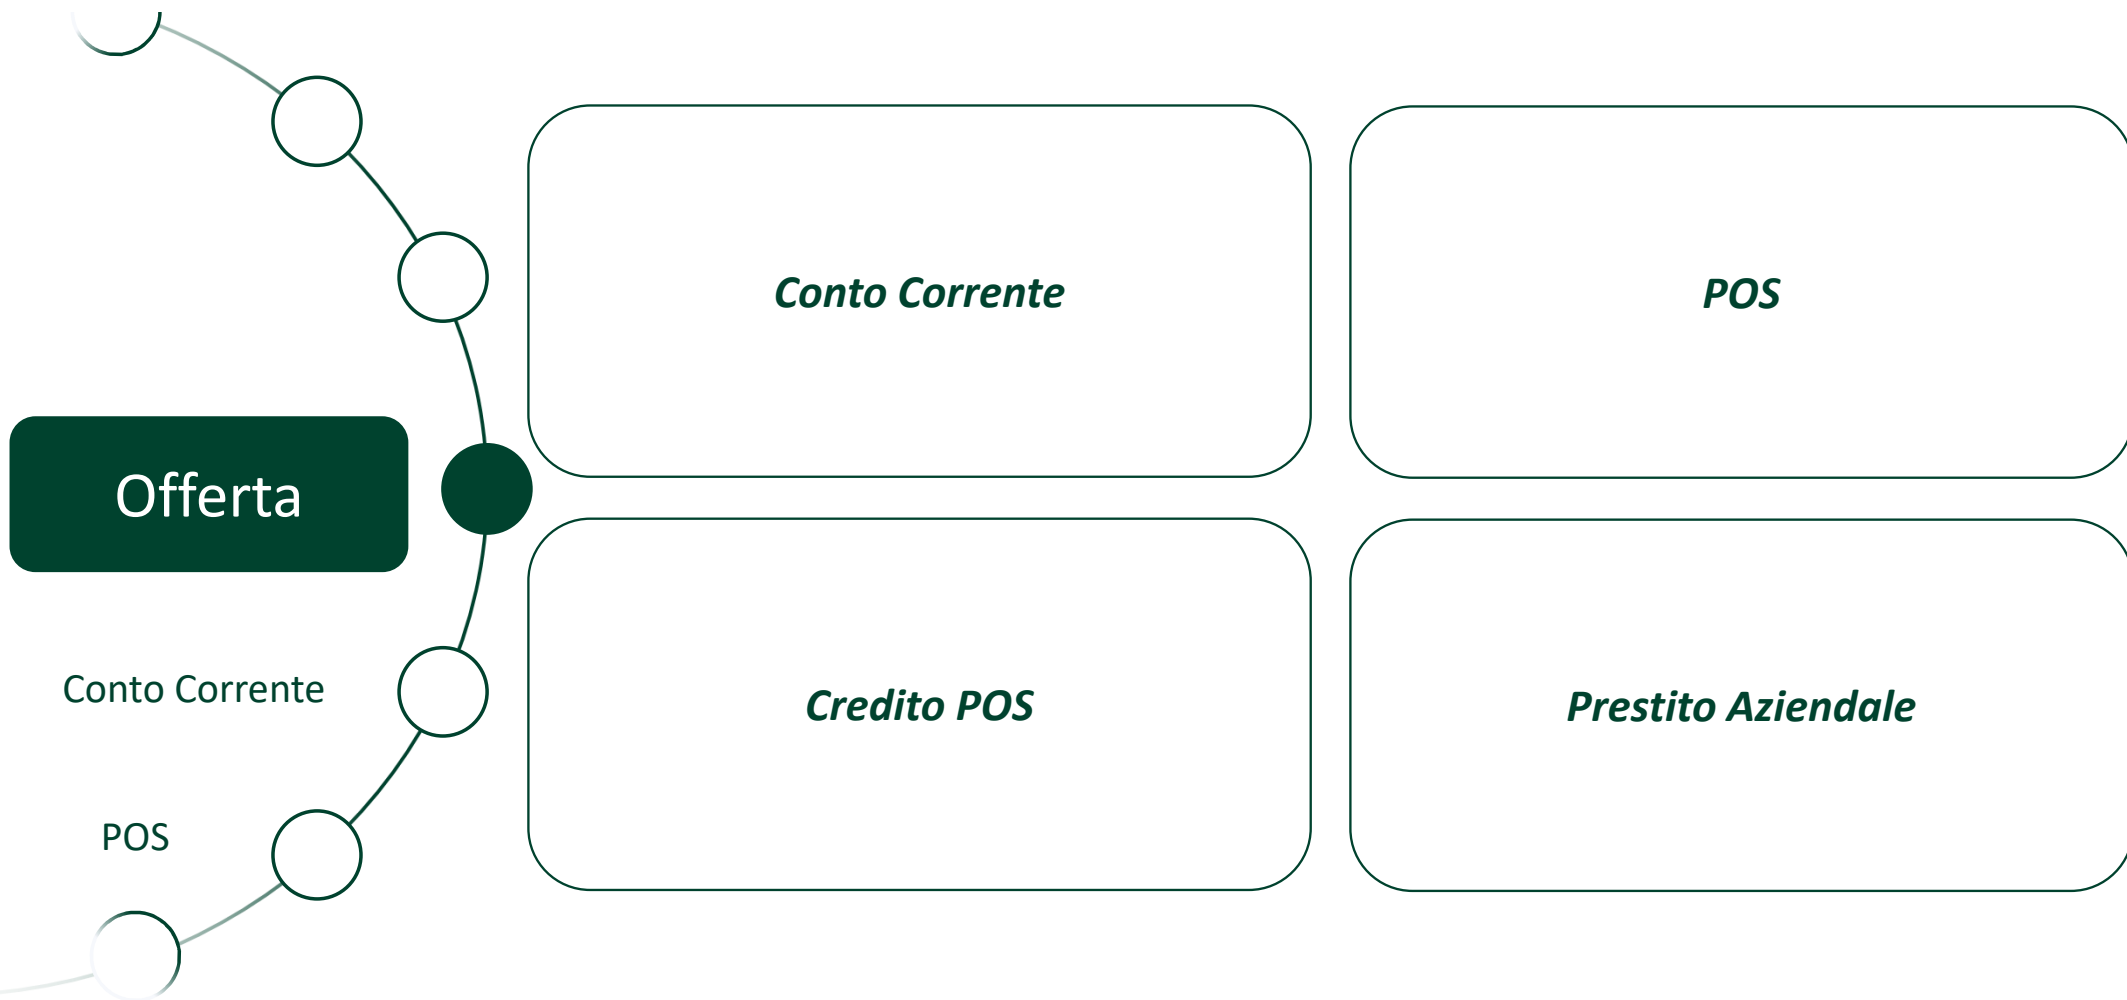 Offerta
Conto Corrente
POS
Conto Corrente
POS
Credito POS
Prestito Aziendale